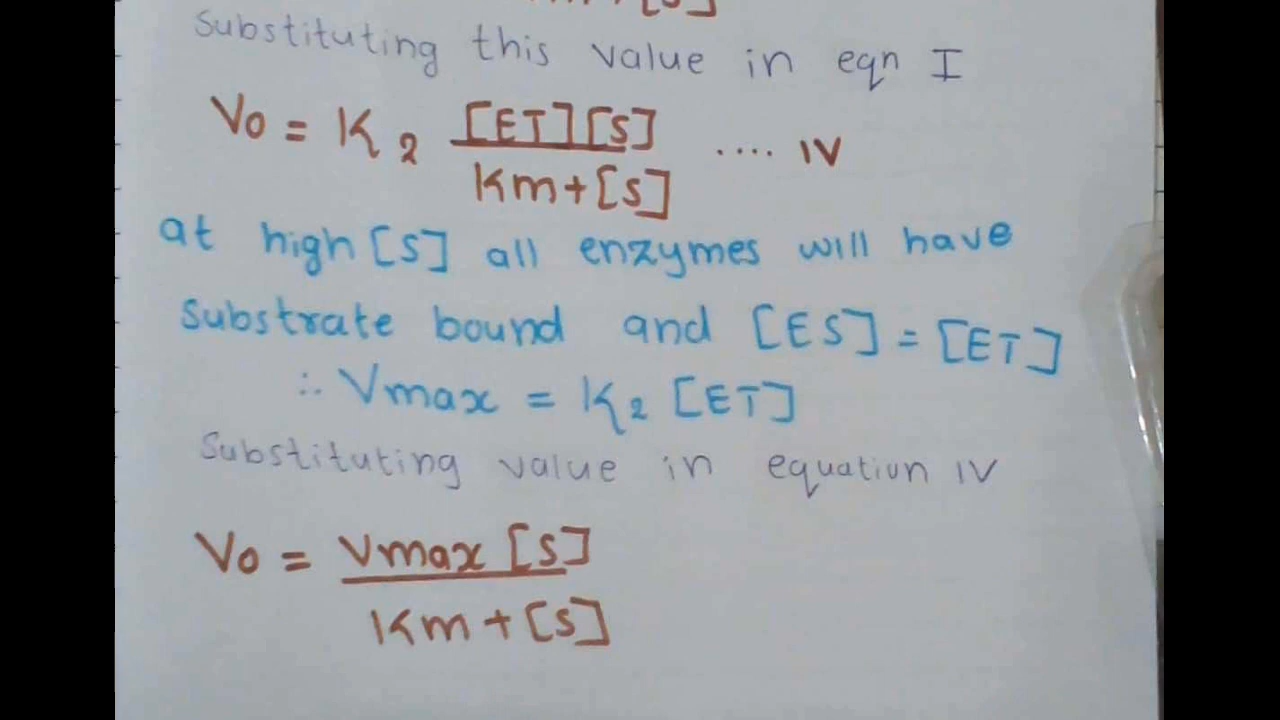 Substituting this value in eqn I
Vo = K2 [ET][S] / Km+[S] .... IV
at high [S] all enzymes will have
substrate bound and [ES] = [ET]
∴ Vmax = K2 [ET]
Substituting value in equatiun IV
Vo = Vmax [S] / Km+[S]